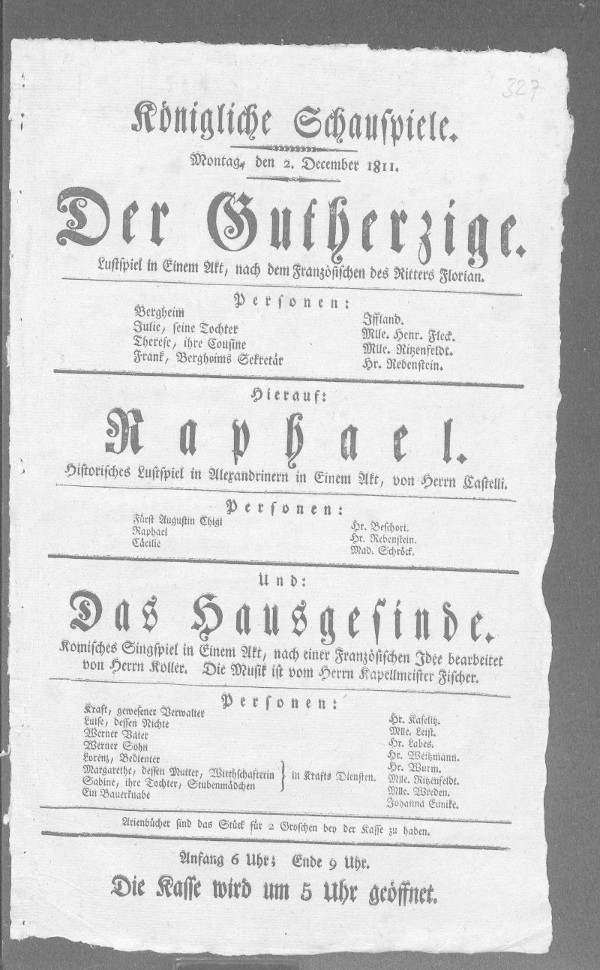 327
Königliche Schauspiele.
Montag, den 2. December 1811.
Der Gutherzige.
Lustspiel in Einem Akt, nach dem Französischen des Ritters Florian.
Personen:
Bergheim Iffland.
Julie, seine Tochter Mlle. Henr. Fleck.
Therese, ihre Cousine Mlle. Ritzenfeldt.
Frank, Bergheims Sekretär Hr. Rebenstein.
Hierauf:
Raphael.
Historisches Lustspiel in Alexandrinern in Einem Akt, von Herrn Castelli.
Personen:
Fürst Augustin Chigi Hr. Beschort.
Raphael Hr. Rebenstein.
Cäcilie Mad. Schröck.
Und:
Das Hausgesinde.
Komisches Singspiel in Einem Akt, nach einer Französischen Idee bearbeitet
von Herrn Koller. Die Musik ist vom Herrn Kapellmeister Fischer.
Personen:
Kraft, gewesener Verwalter Hr. Kaselitz.
Luise, dessen Nichte Mlle. Leist.
Werner Vater Hr. Labes.
Werner Sohn Hr. Weitzmann.
Lorenz, Bedienter Hr. Wurm.
Margarethe, dessen Mutter, Wirthschafterin } in Krafts Diensten. Mlle. Ritzenfeldt.
Sabine, ihre Tochter, Stubenmädchen Mlle. Wreden.
Ein Bauerknabe Johanna Eunike.
Arienbücher sind das Stück für 2 Groschen bey der Kasse zu haben.
Anfang 6 Uhr; Ende 9 Uhr.
Die Kasse wird um 5 Uhr geöffnet.